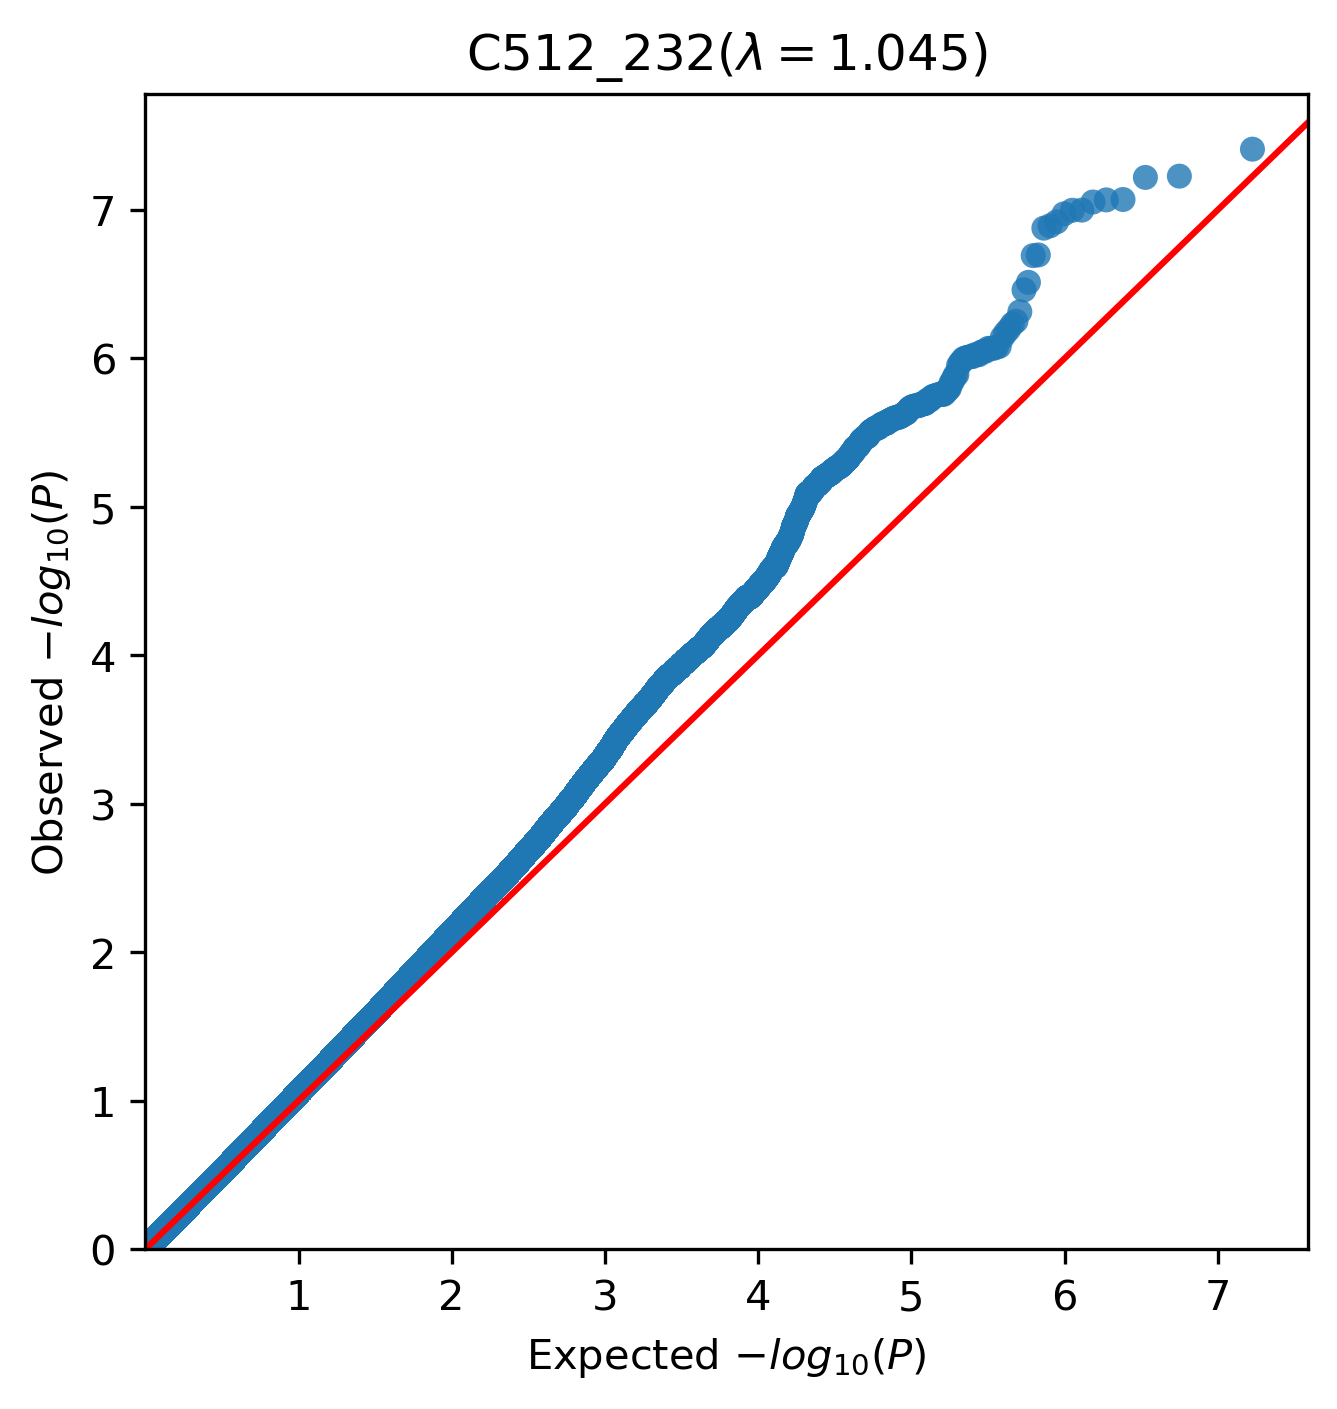 C512_232(λ = 1.045)
Observed −log10(P)
7
6
5
4
3
2
1
0
1 2 3 4 5 6 7
Expected −log10(P)